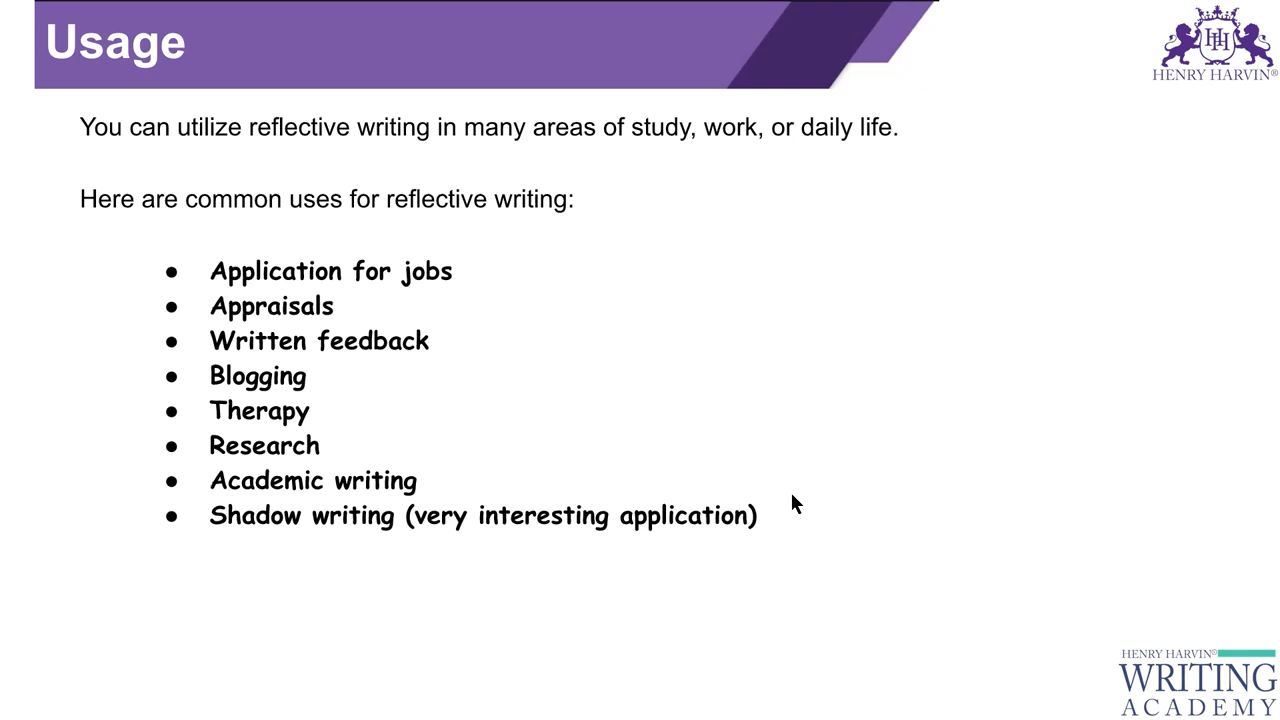 Usage
HENRY HARVIN®
You can utilize reflective writing in many areas of study, work, or daily life.
Here are common uses for reflective writing:
● Application for jobs
● Appraisals
● Written feedback
● Blogging
● Therapy
● Research
● Academic writing
● Shadow writing (very interesting application)
HENRY HARVIN®
WRITING
ACADEMY